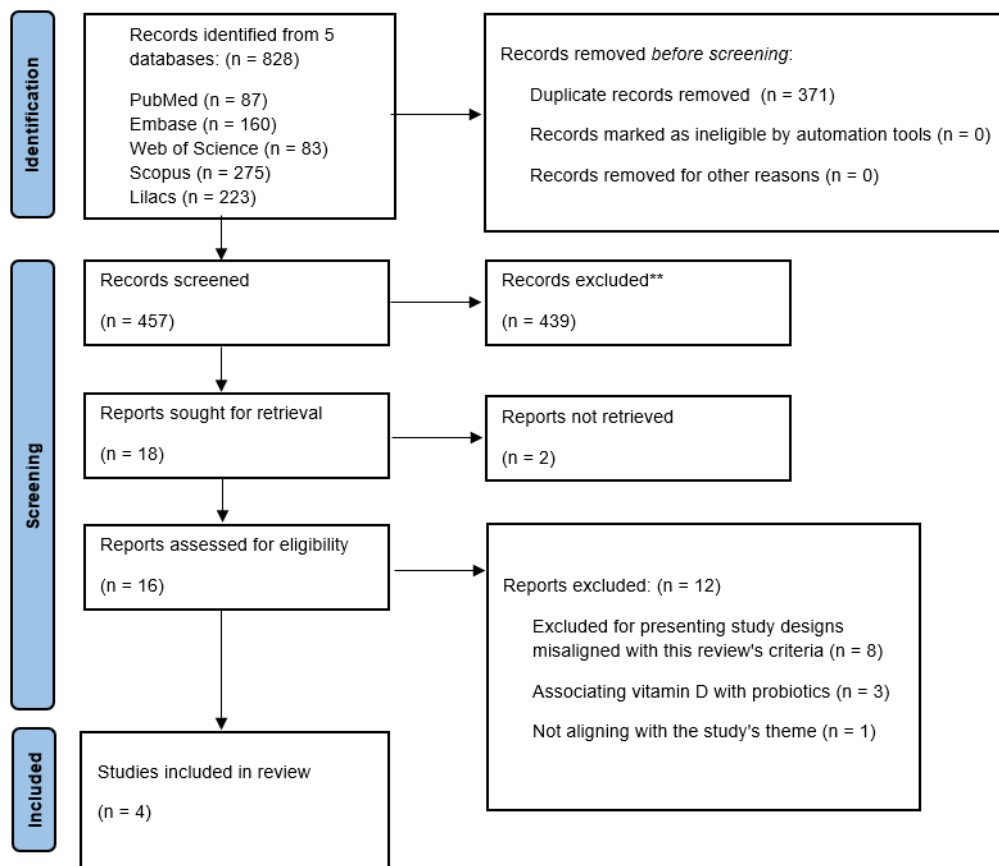 Identification
Records identified from 5
databases: (n = 828)
PubMed (n = 87)
Embase (n = 160)
Web of Science (n = 83)
Scopus (n = 275)
Lilacs (n = 223)
Records removed before screening:
Duplicate records removed  (n = 371)
Records marked as ineligible by automation tools (n = 0)
Records removed for other reasons (n = 0)
Screening
Records screened
(n = 457)
Records excluded**
(n = 439)
Reports sought for retrieval
(n = 18)
Reports not retrieved
(n = 2)
Reports assessed for eligibility
(n = 16)
Reports excluded: (n = 12)
Excluded for presenting study designs
misaligned with this review's criteria (n = 8)
Associating vitamin D with probiotics (n = 3)
Not aligning with the study's theme (n = 1)
Included
Studies included in review
(n = 4)